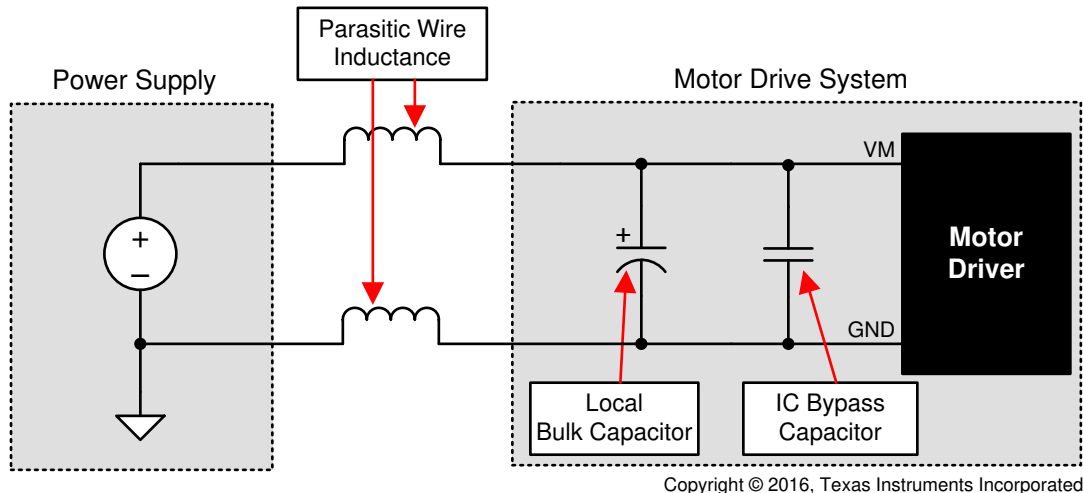 Parasitic Wire
Inductance
Power Supply
Motor Drive System
VM
+
–
+
Motor
Driver
GND
Local
Bulk Capacitor
IC Bypass
Capacitor
Copyright © 2016, Texas Instruments Incorporated